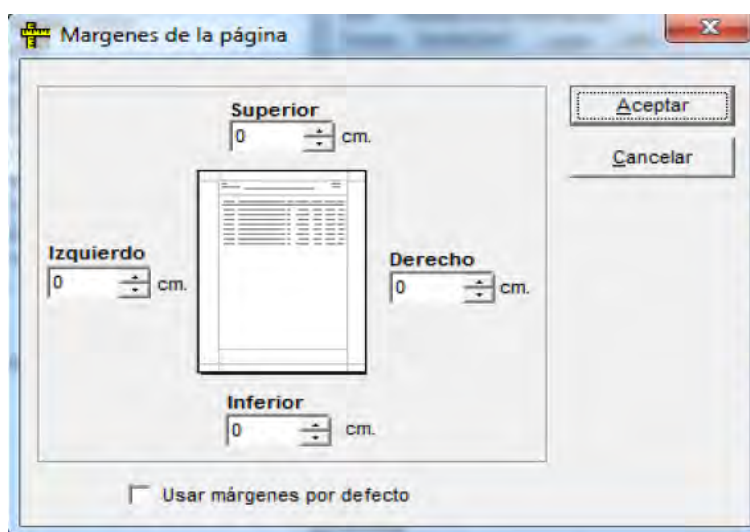 Margenes de la página
Superior
0 cm.
Aceptar
Cancelar
Izquierdo
0 cm.
Derecho
0 cm.
Inferior
0 cm.
Usar márgenes por defecto